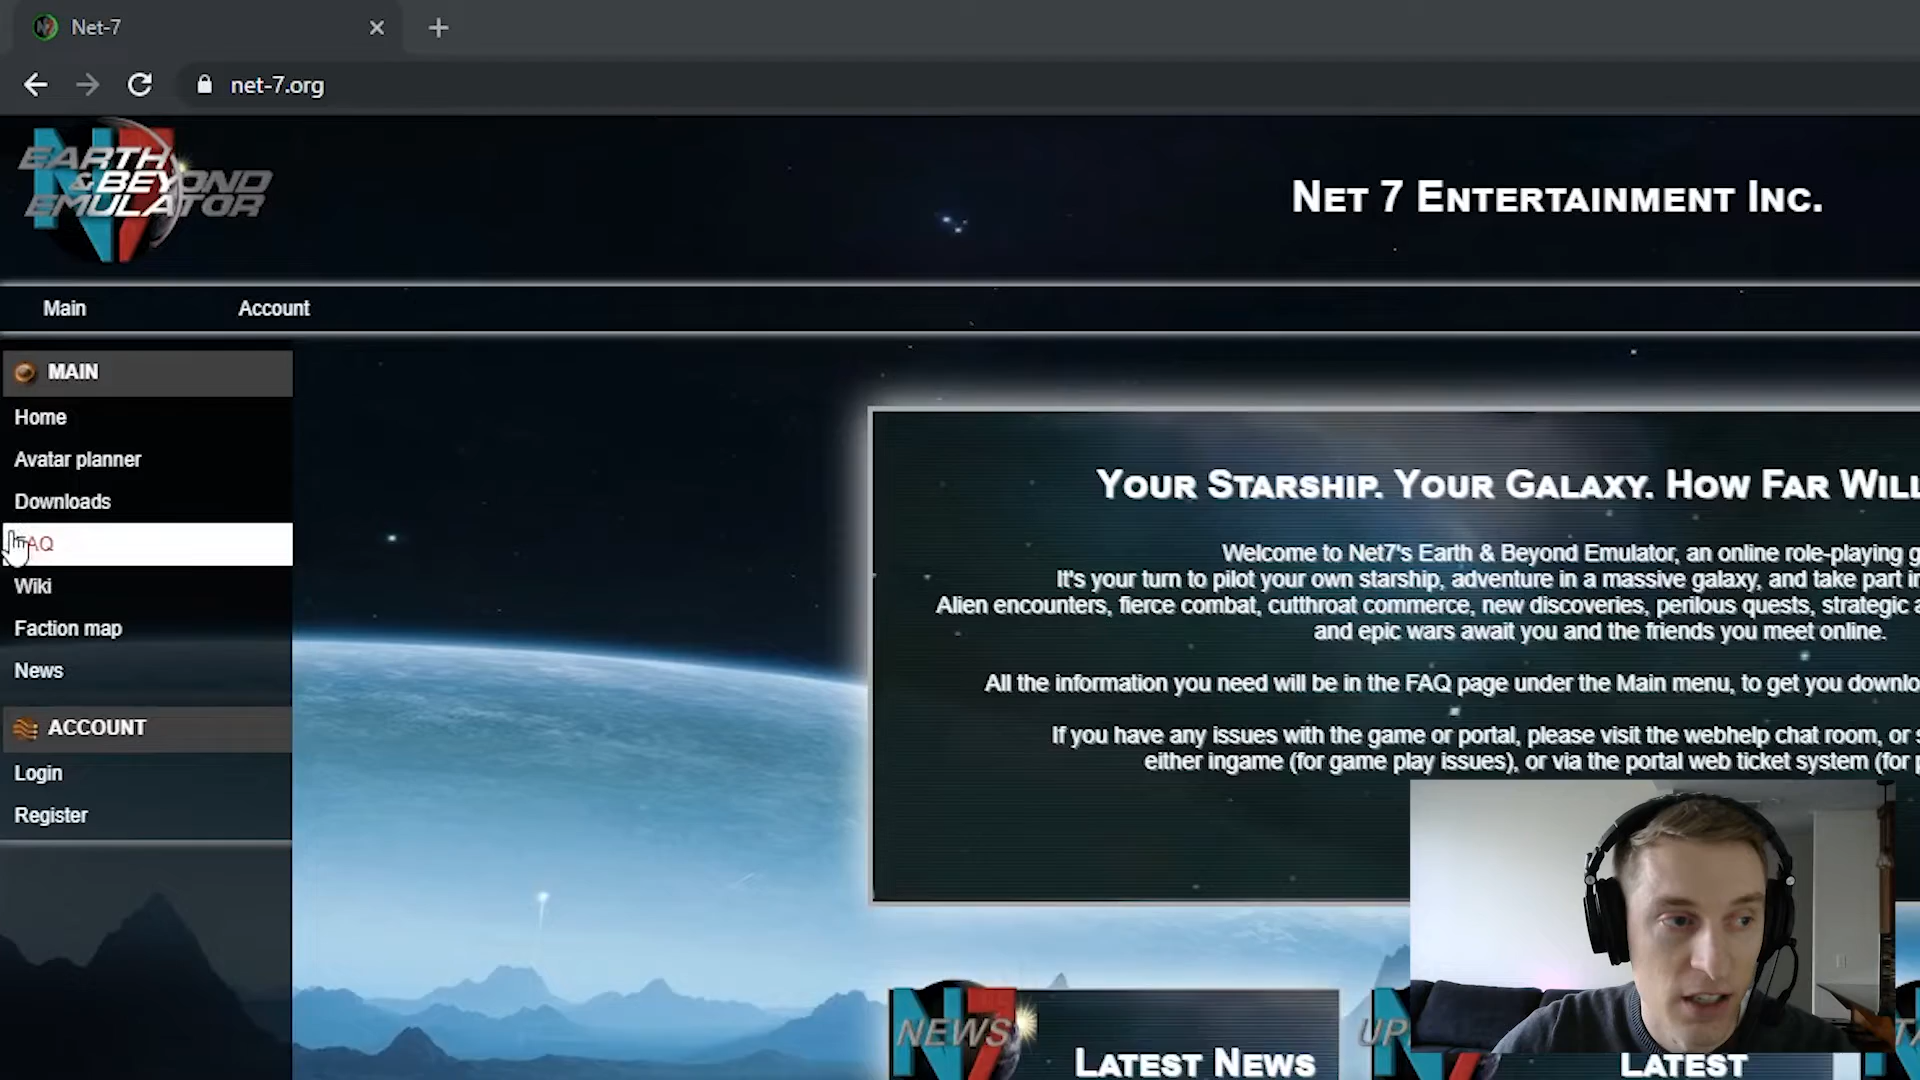 Net-7
net-7.org
EARTH
& BEYOND
EMULATOR
NET 7 ENTERTAINMENT INC.
Main
Account
MAIN
Home
Avatar planner
Downloads
FAQ
Wiki
Faction map
News
ACCOUNT
Login
Register
YOUR STARSHIP. YOUR GALAXY. HOW FAR WILL
Welcome to Net7's Earth & Beyond Emulator, an online role-playing
It's your turn to pilot your own starship, adventure in a massive galaxy, and take part
Alien encounters, fierce combat, cutthroat commerce, new discoveries, perilous quests, strategic
and epic wars await you and the friends you meet online.
All the information you need will be in the FAQ page under the Main menu, to get you
If you have any issues with the game or portal, please visit the webhelp chat room, or
either ingame (for game play issues), or via the portal web ticket system (for
NEWS
LATEST NEWS
LATEST